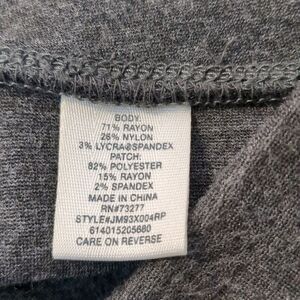 BODY:
71% RAYON
26% NYLON
3% LYCRA®SPANDEX
PATCH:
82% POLYESTER
15% RAYON
2% SPANDEX
MADE IN CHINA
RN#73277
STYLE#JM93X004RP
614015205680
CARE ON REVERSE